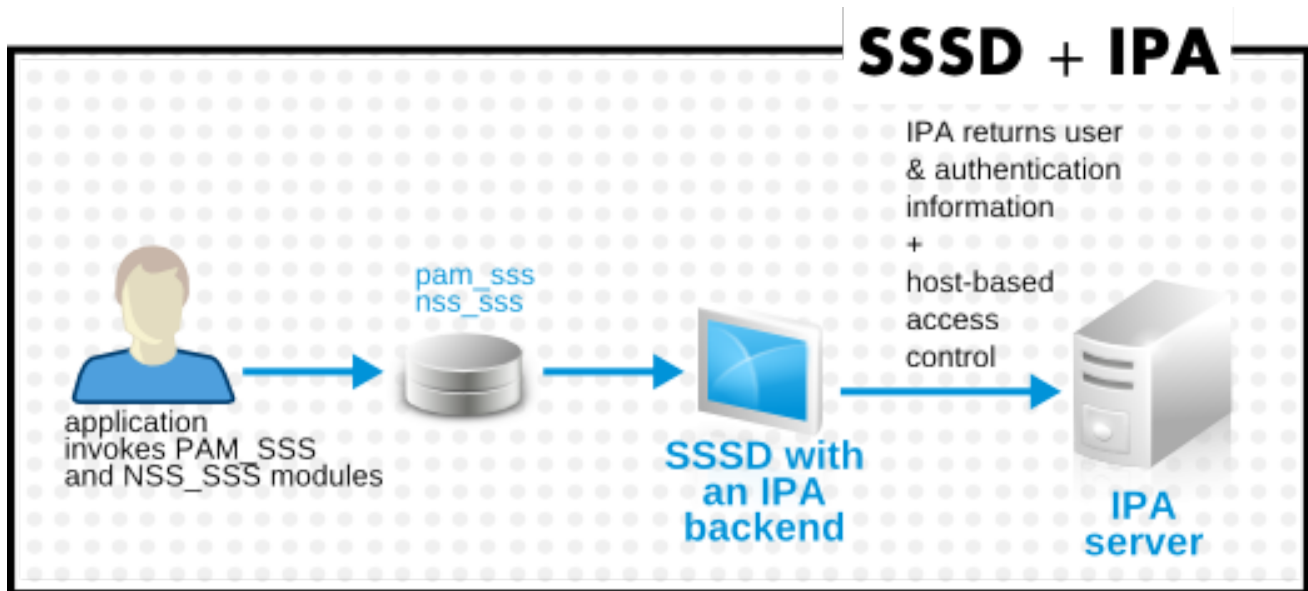 SSSD + IPA
IPA returns user
& authentication
information
+
host-based
access
control
pam_sss
nss_sss
application
invokes PAM_SSS
and NSS_SSS modules
SSSD with
an IPA
backend
IPA
server